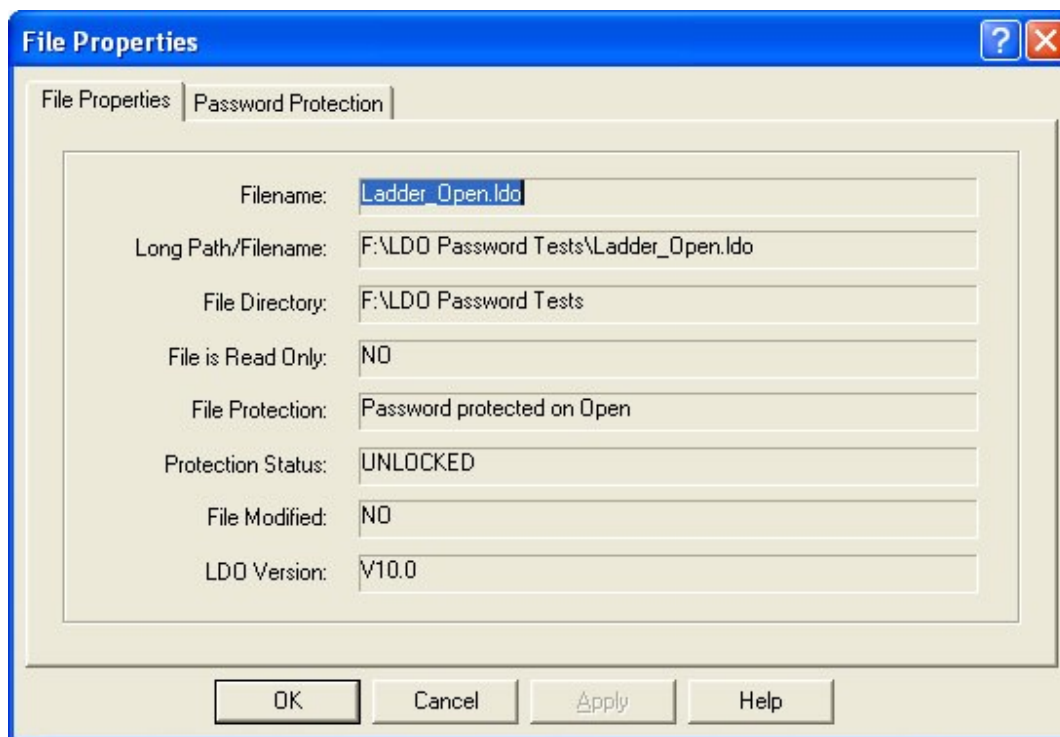 File Properties
File Properties Password Protection
Filename: Ladder_Open.ldo
Long Path/Filename: F:\LDO Password Tests\Ladder_Open.ldo
File Directory: F:\LDO Password Tests
File is Read Only: NO
File Protection: Password protected on Open
Protection Status: UNLOCKED
File Modified: NO
LDO Version: V10.0
OK Cancel Apply Help